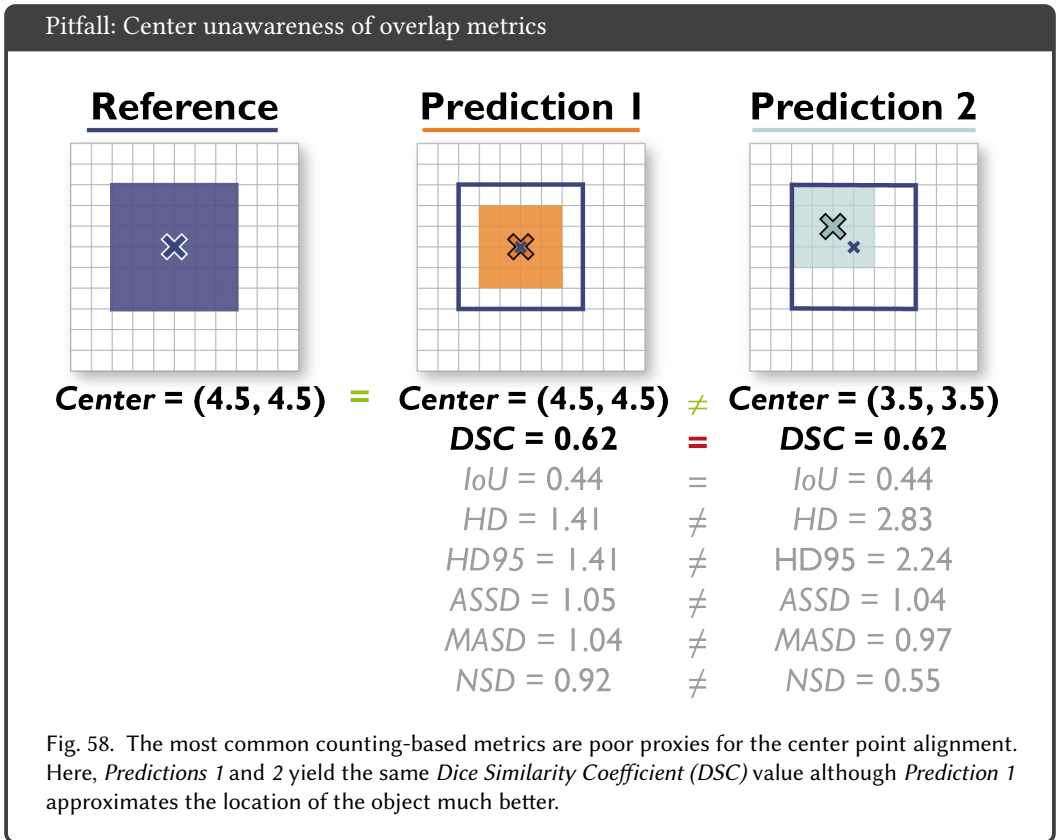 Pitfall: Center unawareness of overlap metrics
Reference Prediction 1 Prediction 2
Center = (4.5, 4.5) = Center = (4.5, 4.5) ≠ Center = (3.5, 3.5)
DSC = 0.62 = DSC = 0.62
IoU = 0.44 = IoU = 0.44
HD = 1.41 ≠ HD = 2.83
HD95 = 1.41 ≠ HD95 = 2.24
ASSD = 1.05 ≠ ASSD = 1.04
MASD = 1.04 ≠ MASD = 0.97
NSD = 0.92 ≠ NSD = 0.55
Fig. 58. The most common counting-based metrics are poor proxies for the center point alignment.
Here, Predictions 1 and 2 yield the same Dice Similarity Coefficient (DSC) value although Prediction 1
approximates the location of the object much better.